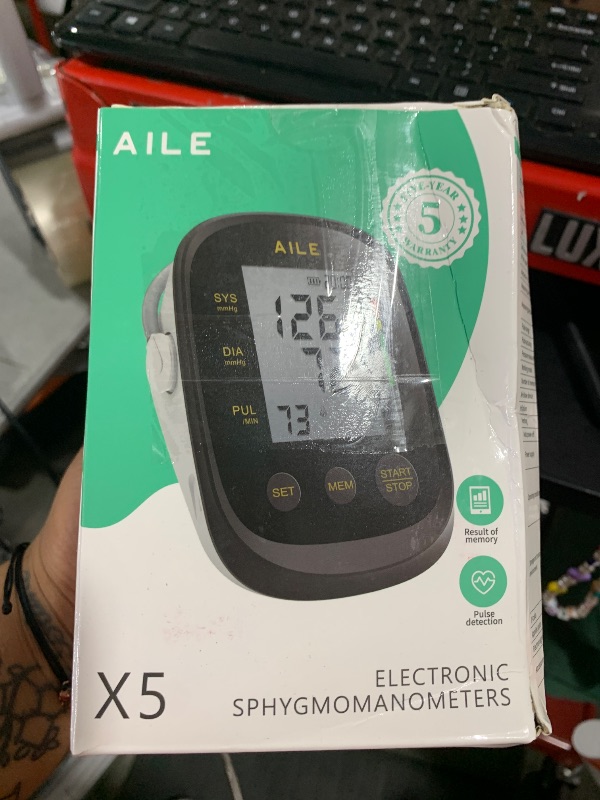 AILE
FIVE-YEAR
5
WARRANTY
AILE
SYS
mmHg
126
DIA
mmHg
PUL
/MIN
73
SET
MEM
START
STOP
Result of
memory
Pulse
detection
X5
ELECTRONIC
SPHYGMOMANOMETERS
LUX